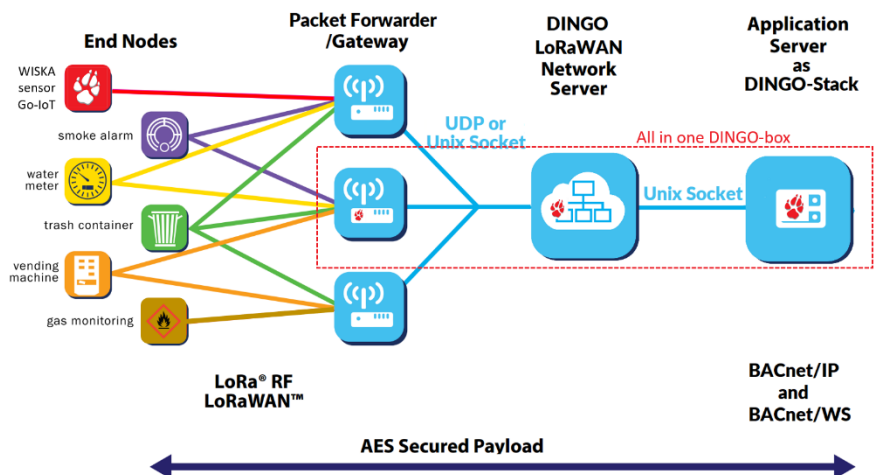 End Nodes
Packet Forwarder
/Gateway
DINGO
LoRaWAN
Network
Server
Application
Server
as
DINGO-Stack
WISKA
sensor
Go-IoT
smoke alarm
water
meter
trash container
vending
machine
gas monitoring
UDP or
Unix Socket
All in one DINGO-box
Unix Socket
LoRa® RF
LoRaWAN™
BACnet/IP
and
BACnet/WS
AES Secured Payload